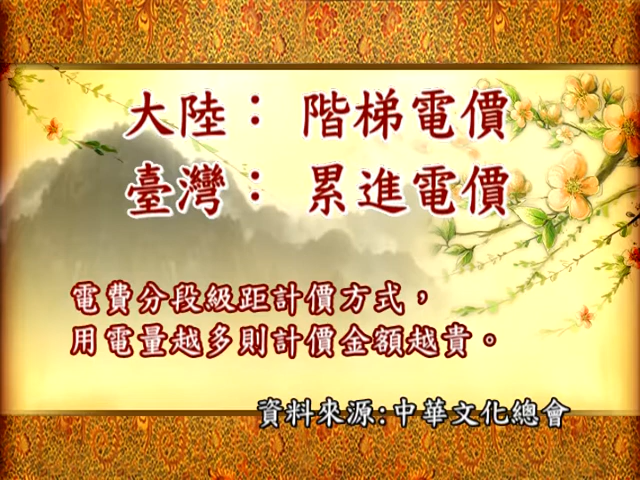 大陸： 階梯電價
臺灣： 累進電價
電費分段級距計價方式，
用電量越多則計價金額越貴。
資料來源:中華文化總會